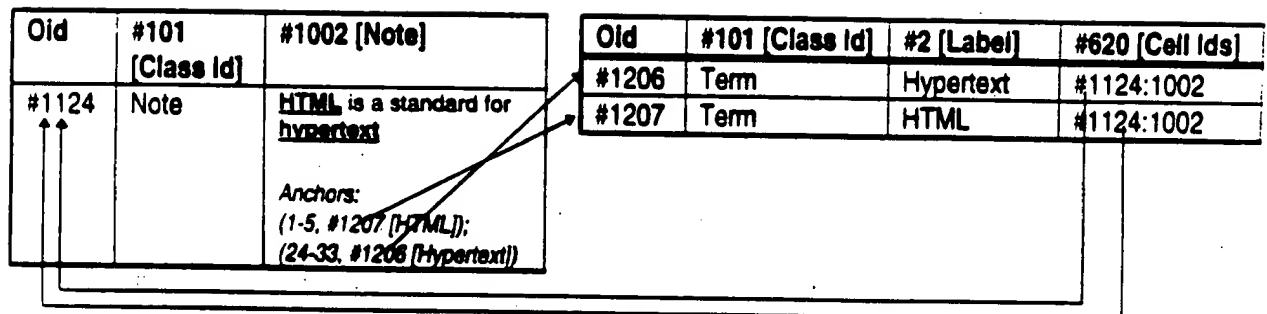 Oid #101 #1002 [Note]
[Class Id]
#1124 Note HTML is a standard for
hypertext
Anchors:
(1-5, #1207 [HTML]);
(24-33, #1206 [Hypertext])
Oid #101 [Class Id] #2 [Label] #620 [Cell Ids]
#1206 Term Hypertext #1124:1002
#1207 Term HTML #1124:1002